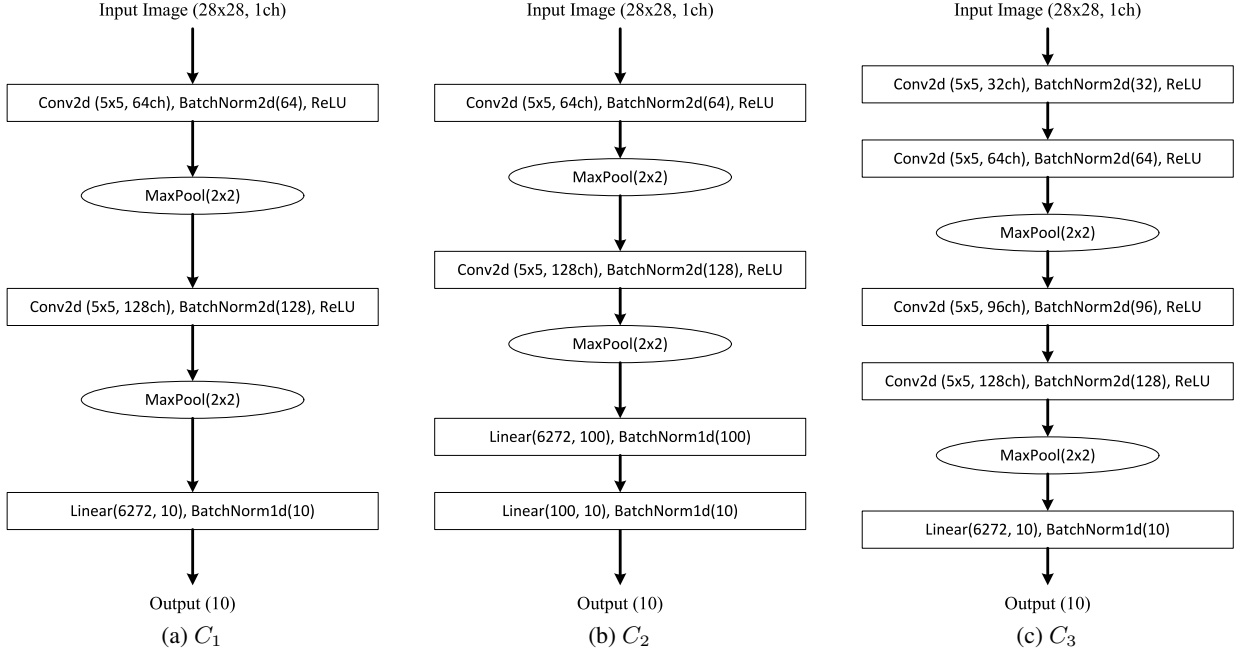 Input Image (28x28, 1ch)
Conv2d (5x5, 64ch), BatchNorm2d(64), ReLU
MaxPool(2x2)
Conv2d (5x5, 128ch), BatchNorm2d(128), ReLU
MaxPool(2x2)
Linear(6272, 10), BatchNorm1d(10)
Output (10)
(a) C1
Input Image (28x28, 1ch)
Conv2d (5x5, 64ch), BatchNorm2d(64), ReLU
MaxPool(2x2)
Conv2d (5x5, 128ch), BatchNorm2d(128), ReLU
MaxPool(2x2)
Linear(6272, 100), BatchNorm1d(100)
Linear(100, 10), BatchNorm1d(10)
Output (10)
(b) C2
Input Image (28x28, 1ch)
Conv2d (5x5, 32ch), BatchNorm2d(32), ReLU
Conv2d (5x5, 64ch), BatchNorm2d(64), ReLU
MaxPool(2x2)
Conv2d (5x5, 96ch), BatchNorm2d(96), ReLU
Conv2d (5x5, 128ch), BatchNorm2d(128), ReLU
MaxPool(2x2)
Linear(6272, 10), BatchNorm1d(10)
Output (10)
(c) C3